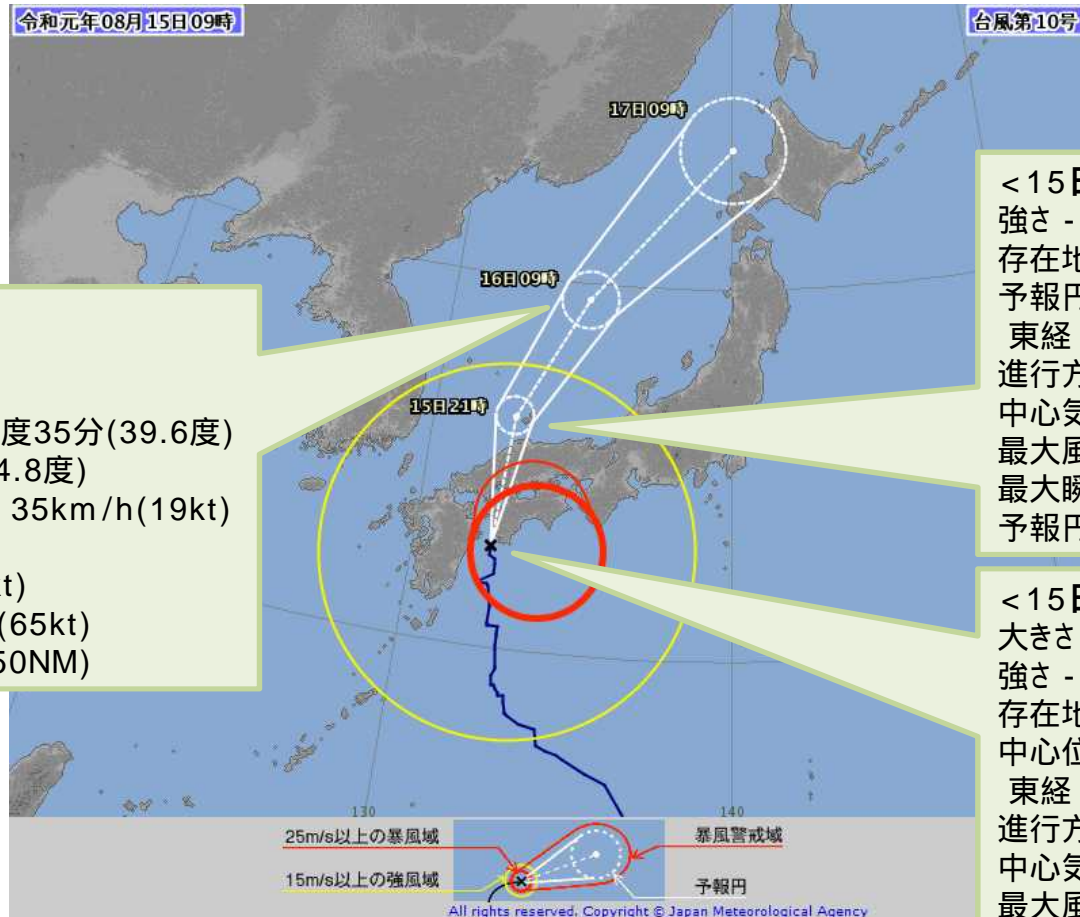 令和元年08月15日09時
台風第10号
17日09時
16日09時
15日21時
度35分(39.6度)
4.8度)
35km/h(19kt)
(65kt)
50NM)
<15日
強さ -
存在地
予報円
東経
進行方
中心気
最大風
最大瞬
予報円
<15日
大きさ
強さ -
存在地
中心位
東経
進行方
中心気
最大風
130
140
25m/s以上の暴風域
15m/s以上の強風域
暴風警戒域
予報円
All rights reserved. Copyright © Japan Meteorological Agency